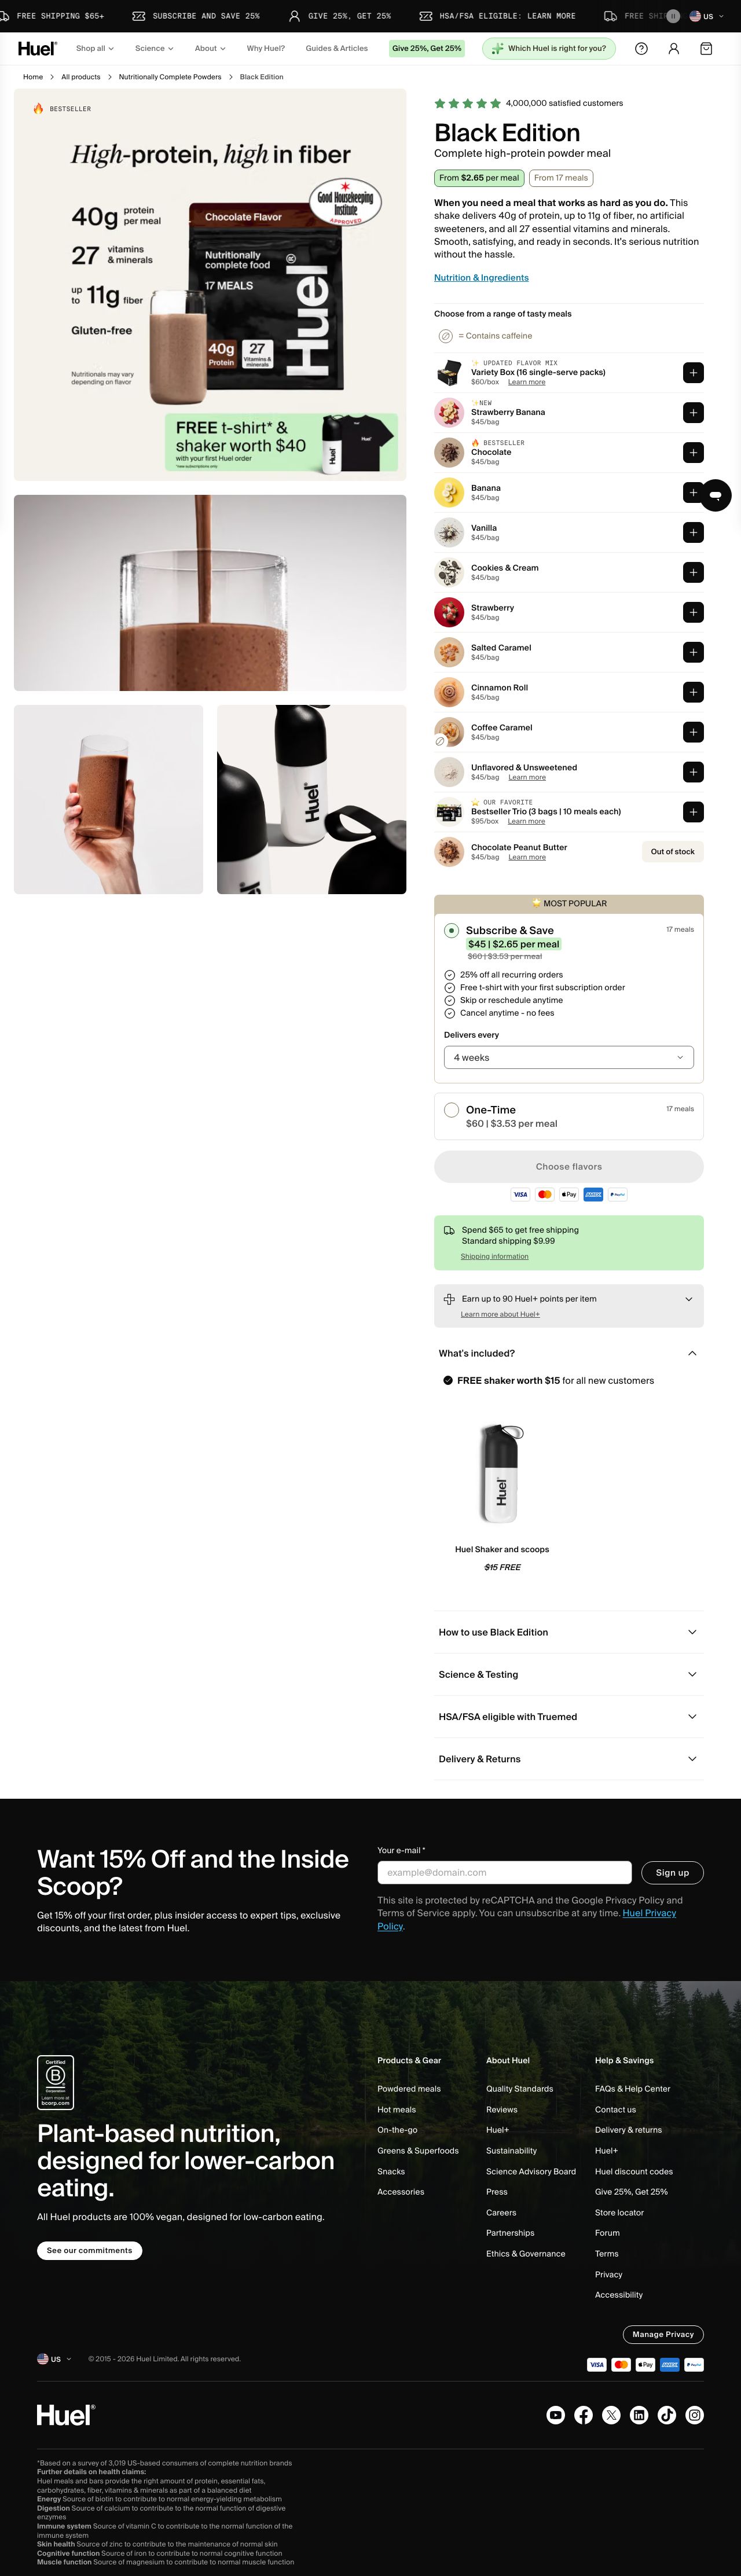 FREE SHIPPING $65+
SUBSCRIBE AND SAVE 25%
GIVE 25%, GET 25%
HSA/FSA ELIGIBLE: LEARN MORE
FREE SHI
US
Huel®
Shop all
Science
About
Why Huel?
Guides & Articles
Give 25%, Get 25%
Which Huel is right for you?
Home
All products
Nutritionally Complete Powders
Black Edition
BESTSELLER
High-protein, high in fiber
40g protein per meal
27 vitamins & minerals
up to 11g fiber
Gluten-free
Nutritionals may vary
depending on flavor
Good Housekeeping
INSTITUTE
APPROVED
Chocolate Flavor
Nutritionally
complete food
17 MEALS
Huel
40g
Protein
27
Vitamins &
Minerals
FREE t-shirt* &
shaker worth $40
with your first Huel order
*new subscriptions only
Huel
Huel
4,000,000 satisfied customers
Black Edition
Complete high-protein powder meal
From $2.65 per meal
From 17 meals
When you need a meal that works as hard as you do. This
shake delivers 40g of protein, up to 11g of fiber, no artificial
sweeteners, and all 27 essential vitamins and minerals.
Smooth, satisfying, and ready in seconds. It's serious nutrition
without the hassle.
Nutrition & Ingredients
Choose from a range of tasty meals
= Contains caffeine
UPDATED FLAVOR MIX
Variety Box (16 single-serve packs)
$60/box Learn more
NEW
Strawberry Banana
$45/bag
BESTSELLER
Chocolate
$45/bag
Banana
$45/bag
Vanilla
$45/bag
Cookies & Cream
$45/bag
Strawberry
$45/bag
Salted Caramel
$45/bag
Cinnamon Roll
$45/bag
Coffee Caramel
$45/bag
Unflavored & Unsweetened
$45/bag Learn more
OUR FAVORITE
Bestseller Trio (3 bags | 10 meals each)
$95/box Learn more
Chocolate Peanut Butter
$45/bag Learn more
Out of stock
MOST POPULAR
Subscribe & Save
17 meals
$45 | $2.65 per meal
$60 | $3.53 per meal
25% off all recurring orders
Free t-shirt with your first subscription order
Skip or reschedule anytime
Cancel anytime - no fees
Delivers every
4 weeks
One-Time
17 meals
$60 | $3.53 per meal
Choose flavors
VISA
Apple Pay
PayPal
Spend $65 to get free shipping
Standard shipping $9.99
Shipping information
Earn up to 90 Huel+ points per item
Learn more about Huel+
What's included?
FREE shaker worth $15 for all new customers
Huel
Huel Shaker and scoops
$15 FREE
How to use Black Edition
Science & Testing
HSA/FSA eligible with Truemed
Delivery & Returns
Want 15% Off and the Inside
Scoop?
Get 15% off your first order, plus insider access to expert tips, exclusive
discounts, and the latest from Huel.
Your e-mail *
example@domain.com
Sign up
This site is protected by reCAPTCHA and the Google Privacy Policy and
Terms of Service apply. You can unsubscribe at any time. Huel Privacy
Policy.
Certified
B
Corporation
Learn more at
bcorp.com
Plant-based nutrition,
designed for lower-carbon
eating.
All Huel products are 100% vegan, designed for low-carbon eating.
See our commitments
Products & Gear
Powdered meals
Hot meals
On-the-go
Greens & Superfoods
Snacks
Accessories
About Huel
Quality Standards
Reviews
Huel+
Sustainability
Science Advisory Board
Press
Careers
Partnerships
Ethics & Governance
Help & Savings
FAQs & Help Center
Contact us
Delivery & returns
Huel+
Huel discount codes
Give 25%, Get 25%
Store locator
Forum
Terms
Privacy
Accessibility
Manage Privacy
US
© 2015 - 2026 Huel Limited. All rights reserved.
VISA
Apple Pay
PayPal
Huel®
*Based on a survey of 3,019 US-based consumers of complete nutrition brands
Further details on health claims:
Huel meals and bars provide the right amount of protein, essential fats,
carbohydrates, fiber, vitamins & minerals as part of a balanced diet
Energy Source of biotin to contribute to normal energy-yielding metabolism
Digestion Source of calcium to contribute to the normal function of digestive
enzymes
Immune system Source of vitamin C to contribute to the normal function of the
immune system
Skin health Source of zinc to contribute to the maintenance of normal skin
Cognitive function Source of iron to contribute to normal cognitive function
Muscle function Source of magnesium to contribute to normal muscle function